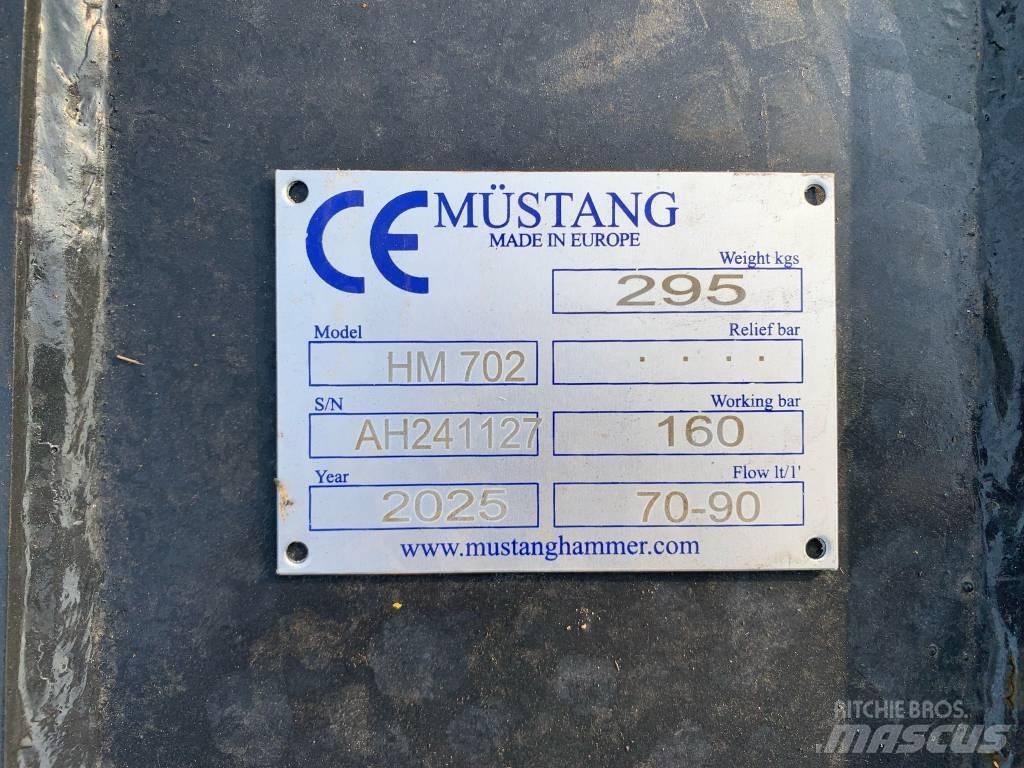 CE MÜSTANG
MADE IN EUROPE
Weight kgs
295
Model
HM 702
Relief bar
. . . .
S/N
AH241127
Working bar
160
Year
2025
Flow lt/1'
70-90
www.mustanghammer.com
RITCHIE BROS.
MASCUS